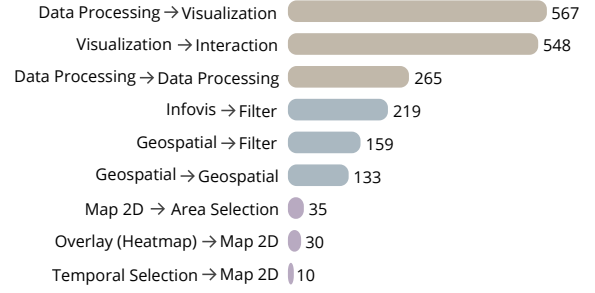 Data Processing → Visualization 567
Visualization → Interaction 548
Data Processing → Data Processing 265
Infovis → Filter 219
Geospatial → Filter 159
Geospatial → Geospatial 133
Map 2D → Area Selection 35
Overlay (Heatmap) → Map 2D 30
Temporal Selection → Map 2D 10